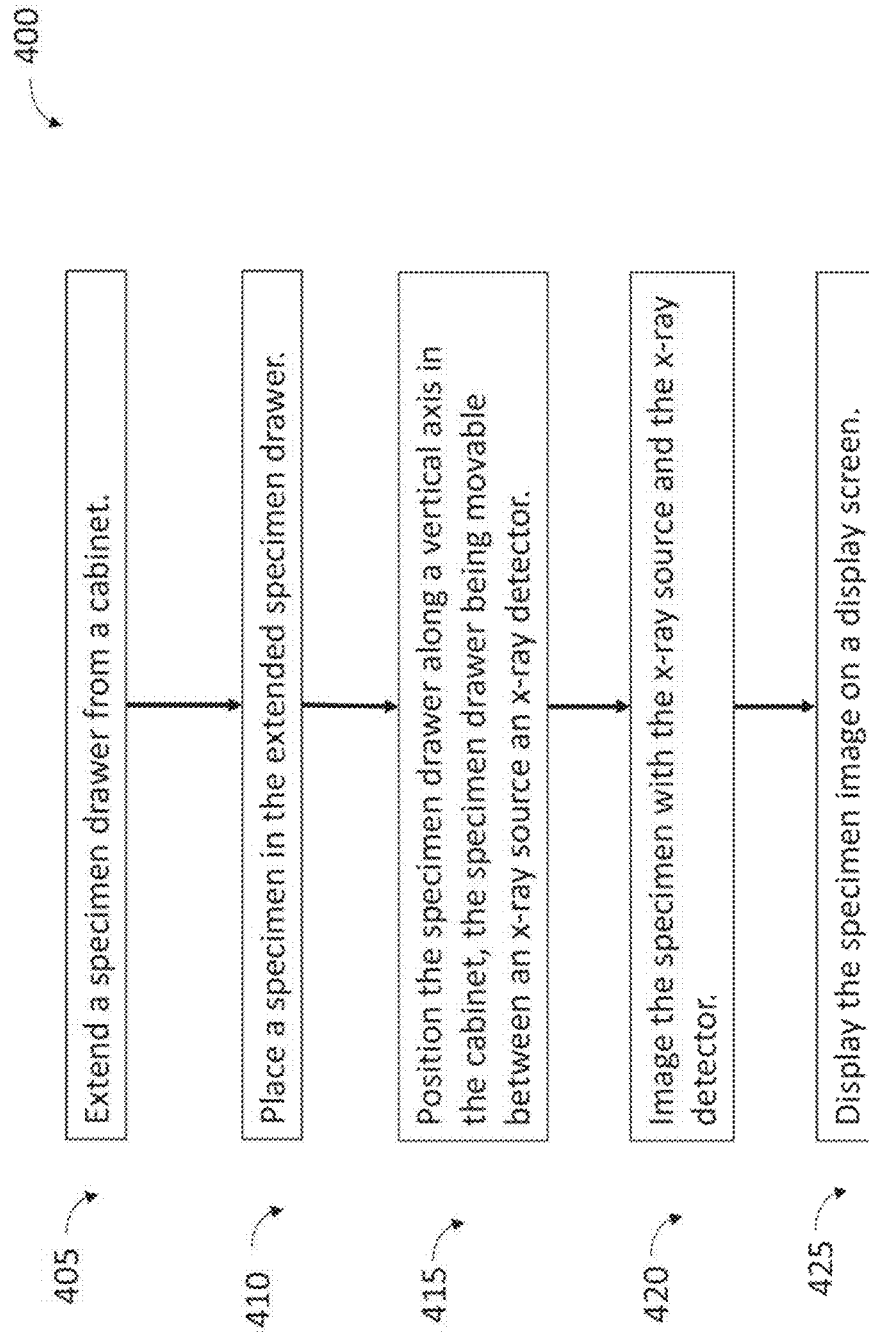 400
405
Extend a specimen drawer from a cabinet.
410
Place a specimen in the extended specimen drawer.
415
Position the specimen drawer along a vertical axis in
the cabinet, the specimen drawer being movable
between an x-ray source an x-ray detector.
420
Image the specimen with the x-ray source and the x-ray
detector.
425
Display the specimen image on a display screen.